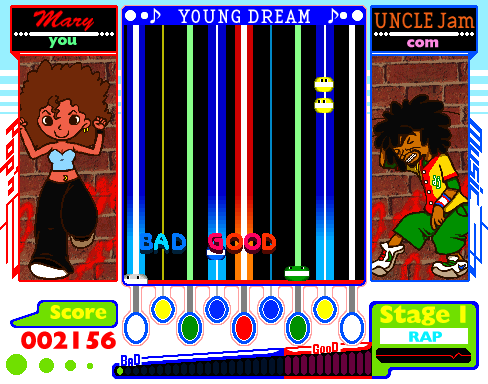 Mary
you
YOUNG DREAM
UNCLE Jam
com
BAD
GOOD
Score
002156
Stage 1
RAP
BAD
GOOD